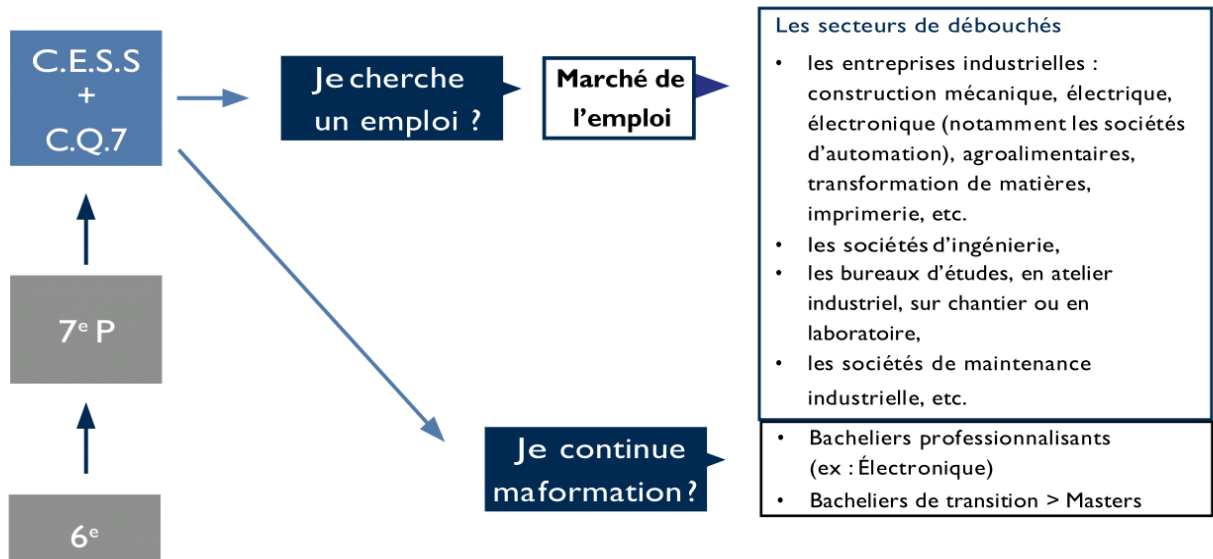 C.E.S.S
+
C.Q.7
Je cherche
un emploi ?
Marché de
l'emploi
Les secteurs de débouchés
• les entreprises industrielles :
construction mécanique, électrique,
électronique (notamment les sociétés
d'automation), agroalimentaires,
transformation de matières,
imprimerie, etc.
• les sociétés d'ingénierie,
• les bureaux d'études, en atelier
industriel, sur chantier ou en
laboratoire,
• les sociétés de maintenance
industrielle, etc.
7e P
Je continue
ma formation ?
• Bacheliers professionnalisants
(ex : Électronique)
• Bacheliers de transition > Masters
6e